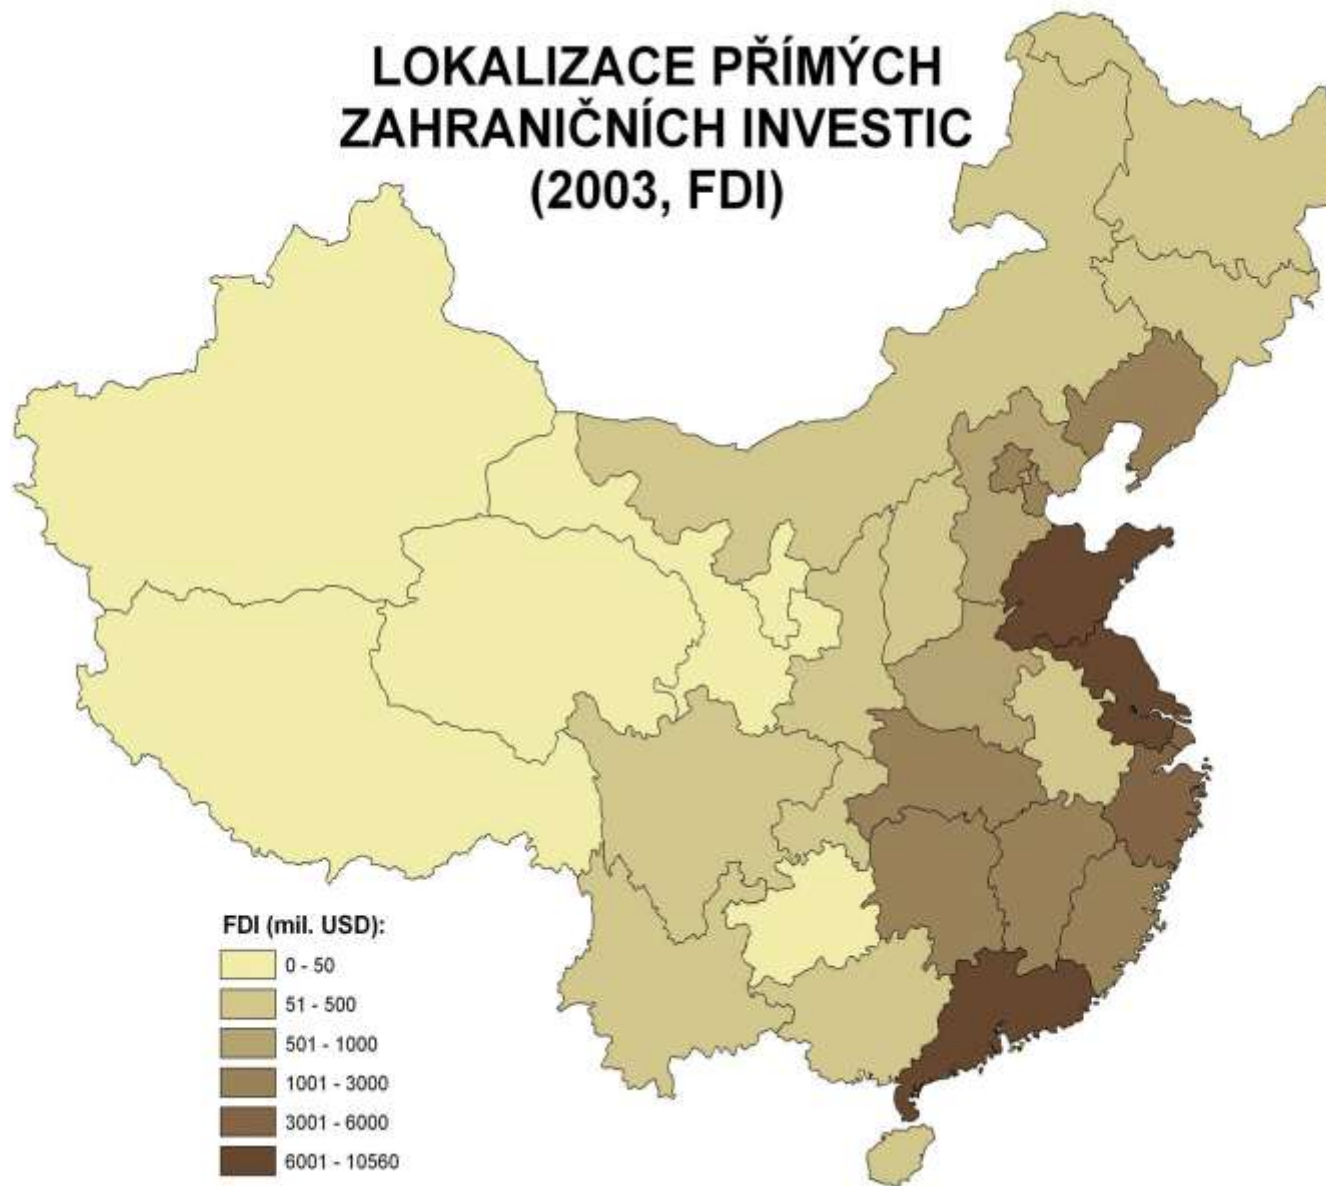 LOKALIZACE PŘÍMÝCH
ZAHRANIČNÍCH INVESTIC
(2003, FDI)
FDI (mil. USD):
0 - 50
51 - 500
501 - 1000
1001 - 3000
3001 - 6000
6001 - 10560